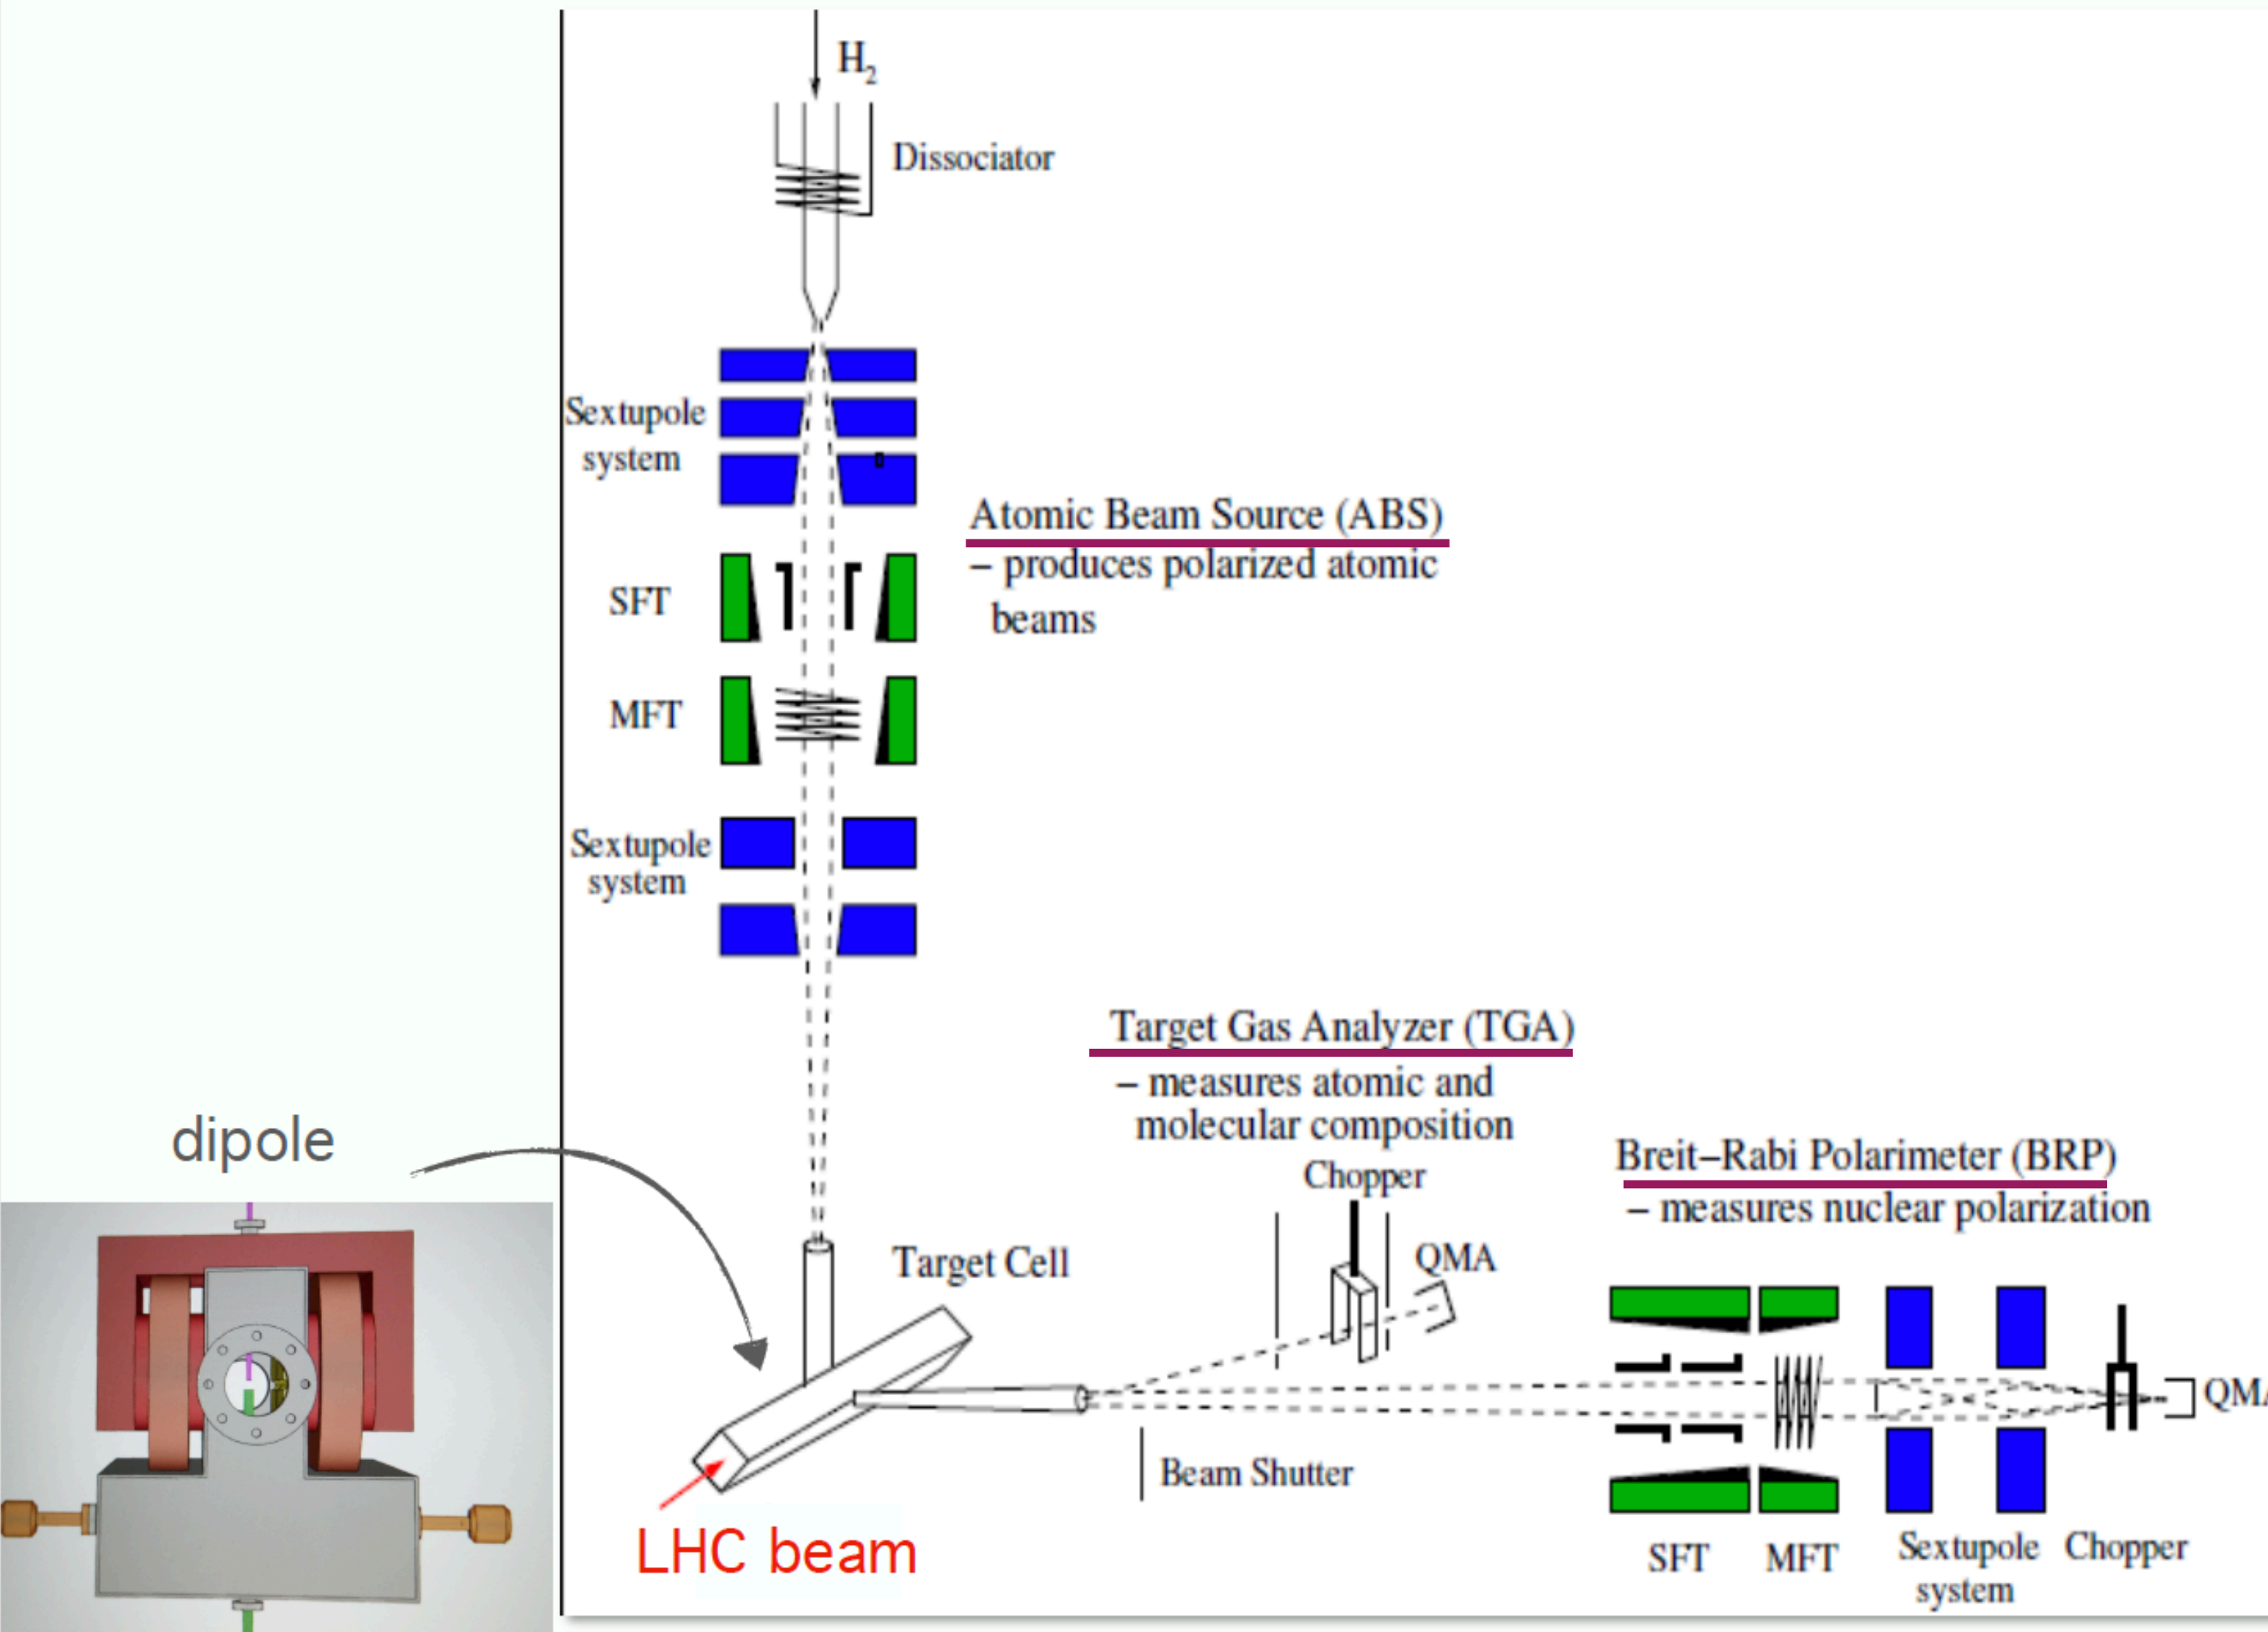 H2
Dissociator
Sextupole
system
Atomic Beam Source (ABS)
– produces polarized atomic
beams
SFT
MFT
Sextupole
system
Target Gas Analyzer (TGA)
– measures atomic and
molecular composition
Chopper
QMA
dipole
Breit–Rabi Polarimeter (BRP)
– measures nuclear polarization
Target Cell
QMA
Beam Shutter
LHC beam
SFT
MFT
Sextupole
system
Chopper